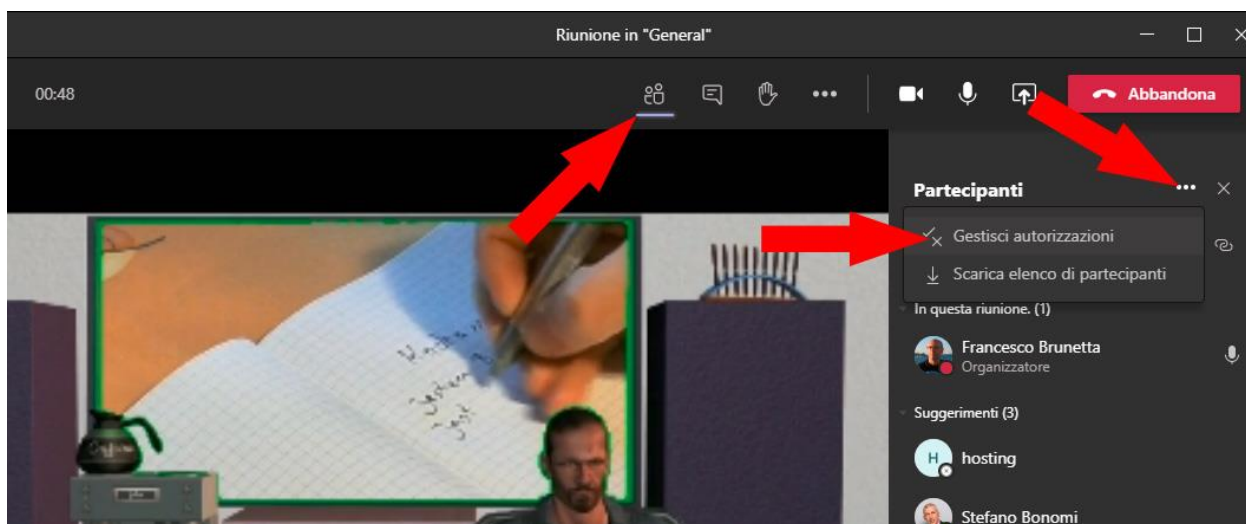 Riunione in "General"
00:48
Abbandona
Partecipanti
Gestisci autorizzazioni
Scarica elenco di partecipanti
In questa riunione. (1)
Francesco Brunetta
Organizzatore
Suggerimenti (3)
H
hosting
Stefano Bonomi